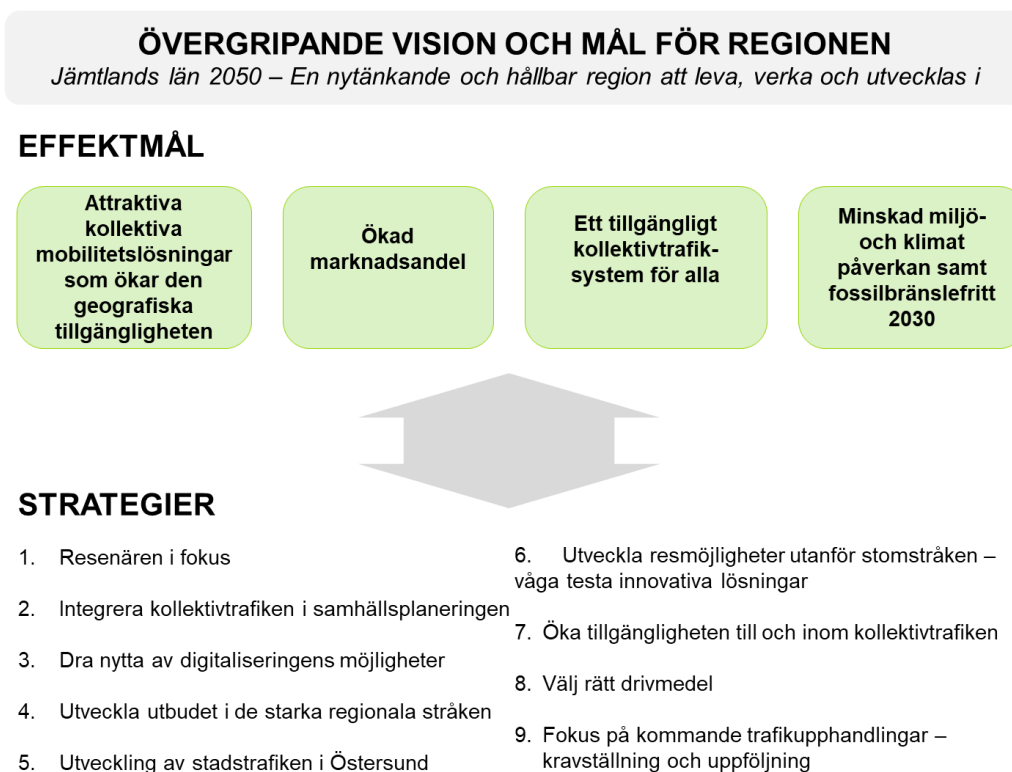 ÖVERGRIPANDE VISION OCH MÅL FÖR REGIONEN
Jämtlands län 2050 – En nytänkande och hållbar region att leva, verka och utvecklas i
EFFEKTMÅL
Attraktiva
kollektiva
mobilitetslösningar
som ökar den
geografiska
tillgängligheten
Ökad
marknadsandel
Ett tillgängligt
kollektivtrafik-
system för alla
Minskad miljö-
och klimat
påverkan samt
fossilbränslefritt
2030
STRATEGIER
1. Resenären i fokus
2. Integrera kollektivtrafiken i samhällsplaneringen
3. Dra nytta av digitaliseringens möjligheter
4. Utveckla utbudet i de starka regionala stråken
5. Utveckling av stadstrafiken i Östersund
6. Utveckla resmöjligheter utanför stomstråken –
våga testa innovativa lösningar
7. Öka tillgängligheten till och inom kollektivtrafiken
8. Välj rätt drivmedel
9. Fokus på kommande trafikupphandlingar –
kravställning och uppföljning